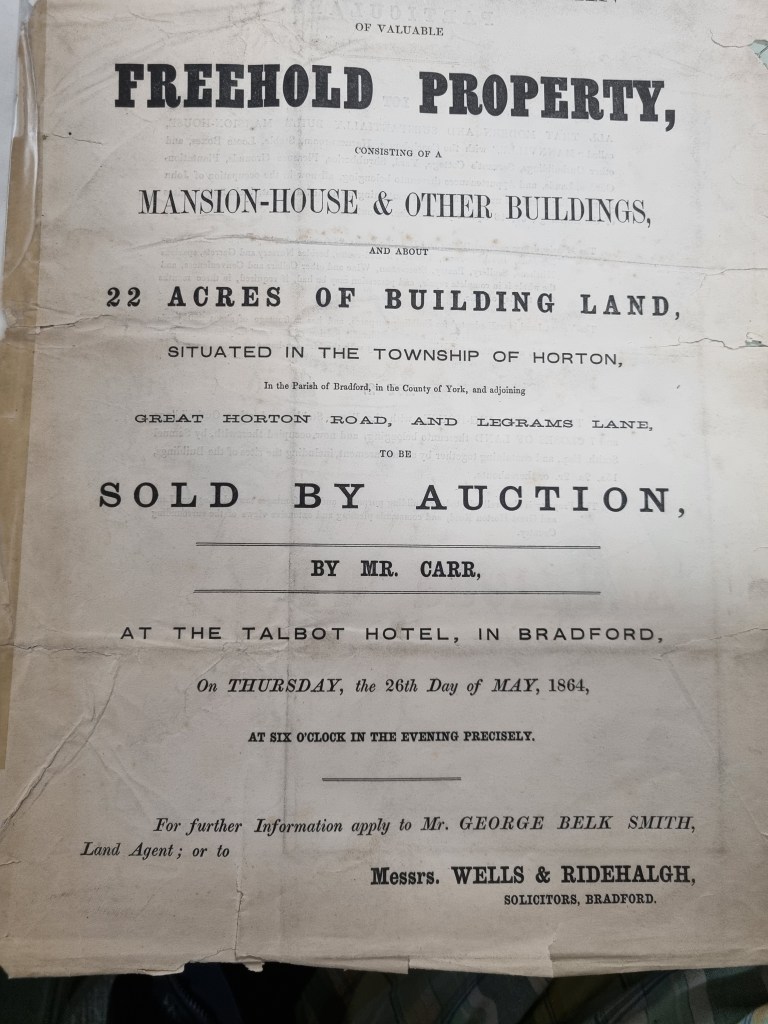 OF VALUABLE
FREEHOLD PROPERTY,
CONSISTING OF A
MANSION-HOUSE & OTHER BUILDINGS,
AND ABOUT
22 ACRES OF BUILDING LAND,
SITUATED IN THE TOWNSHIP OF HORTON,
In the Parish of Bradford, in the County of York, and adjoining
GREAT HORTON ROAD, AND LEGRAMS LANE,
TO BE
SOLD BY AUCTION,
BY MR. CARR,
AT THE TALBOT HOTEL, IN BRADFORD,
On THURSDAY, the 26th Day of MAY, 1864,
AT SIX O'CLOCK IN THE EVENING PRECISELY.
For further Information apply to Mr. GEORGE BELK SMITH,
Land Agent; or to
Messrs. WELLS & RIDEHALGH,
SOLICITORS, BRADFORD.